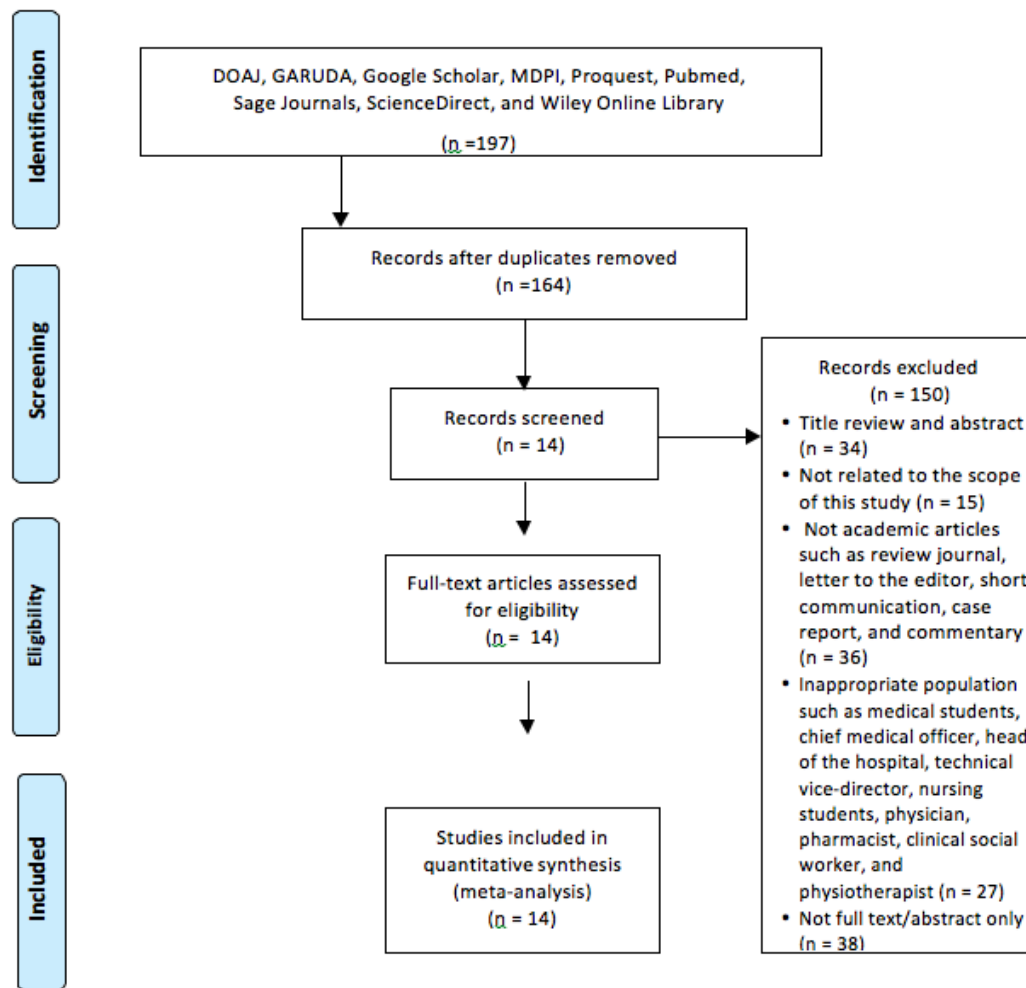 Identification
DOAJ, GARUDA, Google Scholar, MDPI, Proquest, Pubmed,
Sage Journals, ScienceDirect, and Wiley Online Library
(n =197)
Records after duplicates removed
(n =164)
Screening
Records screened
(n = 14)
Records excluded
(n = 150)
• Title review and abstract
(n = 34)
• Not related to the scope
of this study (n = 15)
• Not academic articles
such as review journal,
letter to the editor, short
communication, case
report, and commentary
(n = 36)
• Inappropriate population
such as medical students,
chief medical officer, head
of the hospital, technical
vice-director, nursing
students, physician,
pharmacist, clinical social
worker, and
physiotherapist (n = 27)
• Not full text/abstract only
(n = 38)
Eligibility
Full-text articles assessed
for eligibility
(n = 14)
Included
Studies included in
quantitative synthesis
(meta-analysis)
(n = 14)